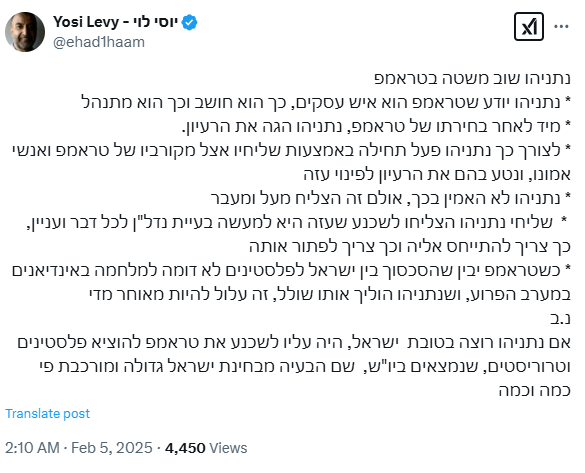 Yosi Levy - יוסי לוי
@ehad1haam
נתניהו שוב משטה בטראמפ
* נתניהו יודע שטראמפ הוא איש עסקים, כך הוא חושב וכך הוא מתנהל
* מיד לאחר בחירתו של טראמפ, נתניהו הגה את הרעיון.
* לצורך כך נתניהו פעל תחילה באמצעות שליחיו אצל מקורביו של טראמפ ואנשי
אמונו, ונטע בהם את הרעיון לפינוי עזה
* נתניהו לא האמין בכך, אולם זה הצליח מעל ומעבר
* שליחי נתניהו הצליחו לשכנע שעזה היא למעשה בעיית נדל"ן לכל דבר ועניין,
כך צריך להתייחס אליה וכך צריך לפתור אותה
* כשטראמפ יבין שהסכסוך בין ישראל לפלסטינים לא דומה למלחמה באינדיאנים
במערב הפרוע, ושנתניהו הוליך אותו שולל, זה עלול להיות מאוחר מדי
נ.ב
אם נתניהו רוצה בטובת ישראל, היה עליו לשכנע את טראמפ להוציא פלסטינים
וטרוריסטים, שנמצאים ביו"ש, שם הבעיה מבחינת ישראל גדולה ומורכבת פי
כמה וכמה
Translate post
2:10 AM · Feb 5, 2025 · 4,450 Views